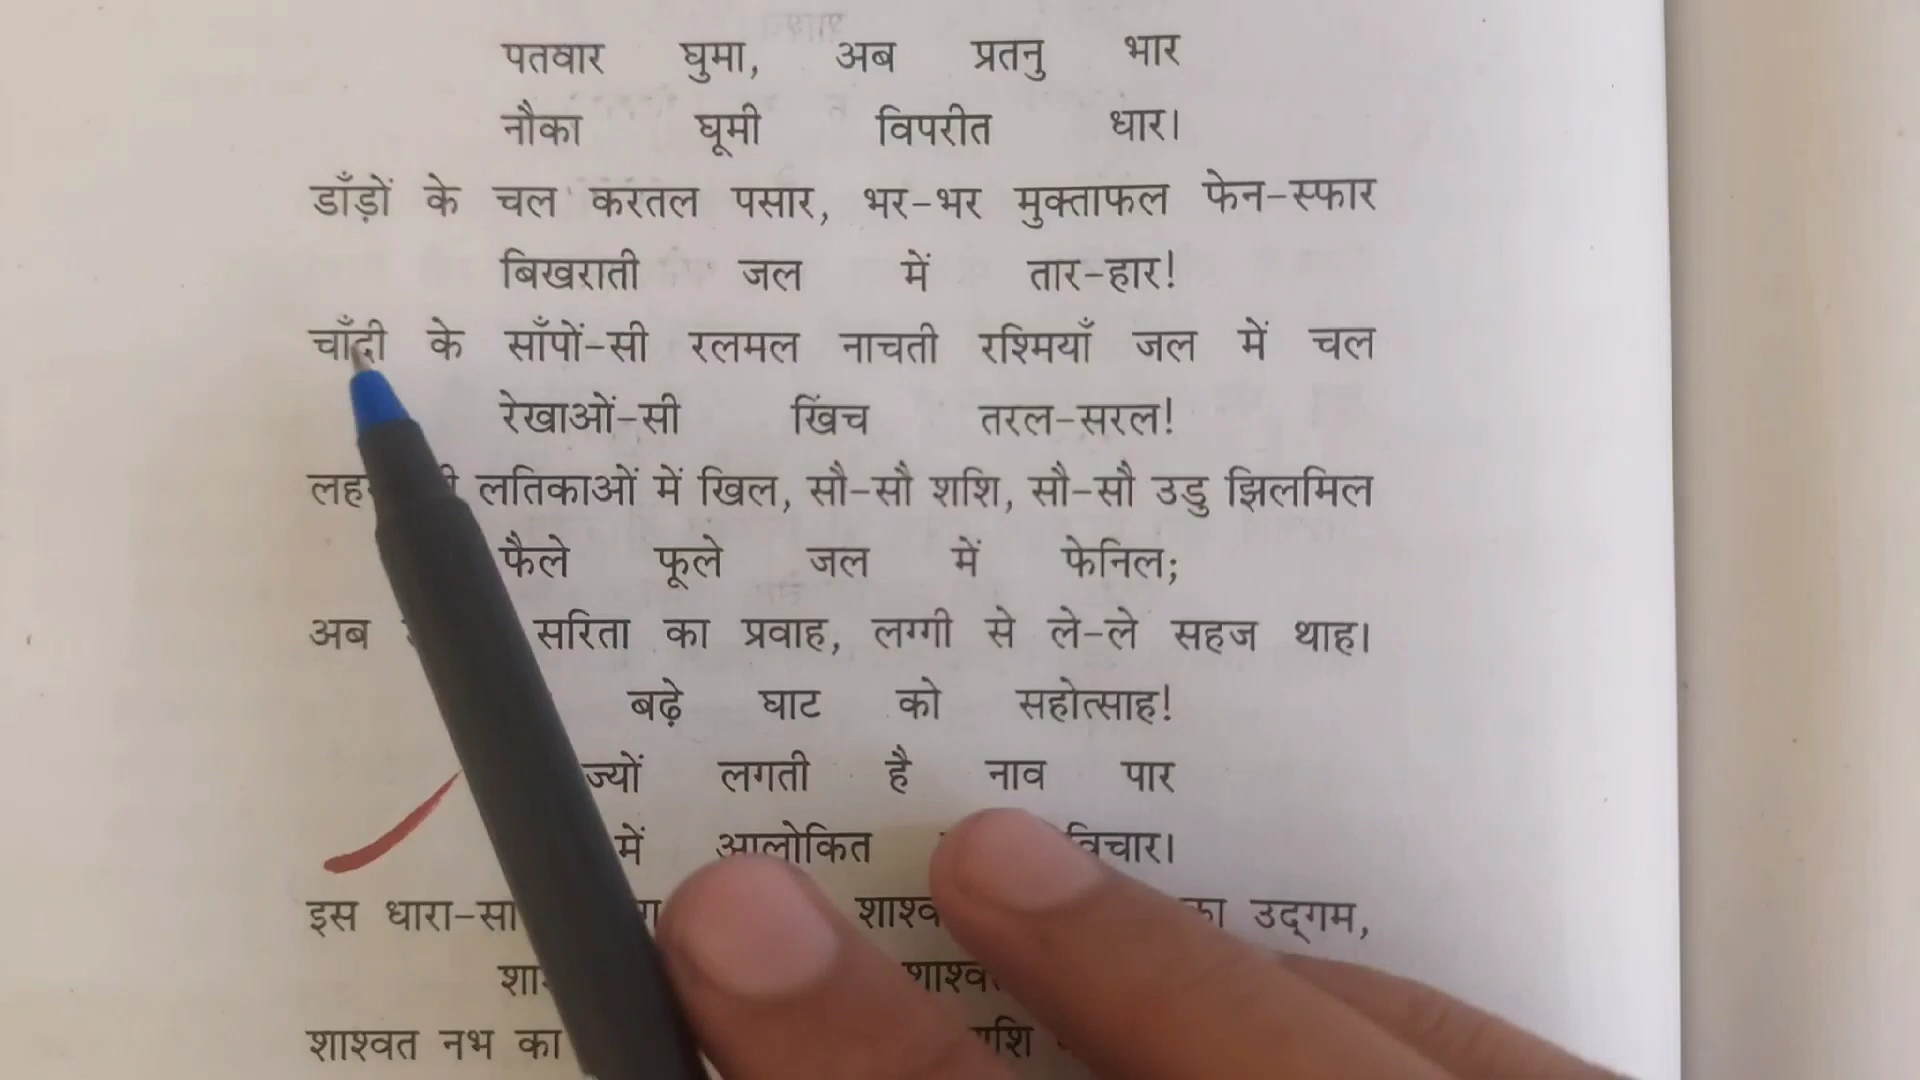 पतवार घुमा, अब प्रतनु भार
नौका घूमी विपरीत धार।
डाँड़ों के चल करतल पसार, भर-भर मुक्ताफल फेन-स्फार
बिखराती जल में तार-हार!
चाँदी के साँपों-सी रलमल नाचती रश्मियाँ जल में चल
रेखाओं-सी खिंच तरल-सरल!
लतिकाओं में खिल, सौ-सौ शशि, सौ-सौ उडु झिलमिल
फैले फूले जल में फेनिल;
अब सरिता का प्रवाह, लग्गी से ले-ले सहज थाह।
बढ़े घाट को सहोत्साह!
ज्यों लगती है नाव पार
में आलोकित विचार।
इस धारा-सा का उद्गम,
शाश्वत नभ का